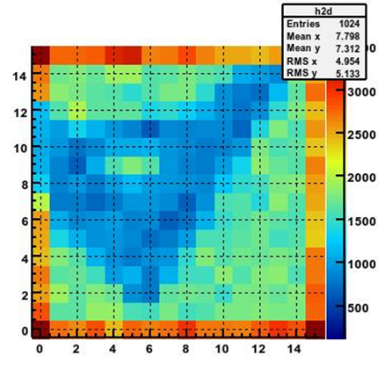 h2d
Entries 1024
Mean x 7.798
Mean y 7.312
RMS x 4.954
RMS y 5.133
14
12
10
8
6
4
2
0
0 2 4 6 8 10 12 14
3000
2500
2000
1500
1000
500